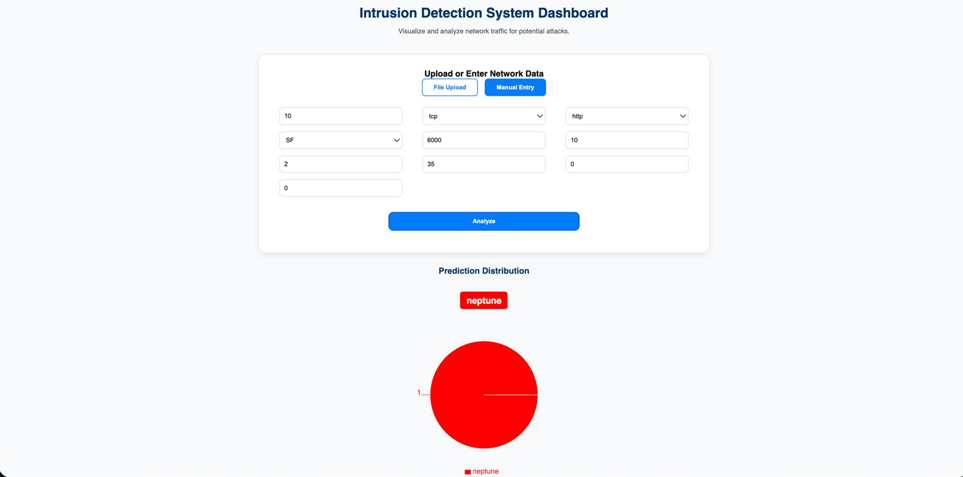 Intrusion Detection System Dashboard
Visualize and analyze network traffic for potential attacks.
Upload or Enter Network Data
File Upload Manual Entry
10 tcp http
SF 6000 10
2 35 0
0
Analyze
Prediction Distribution
neptune
1
neptune